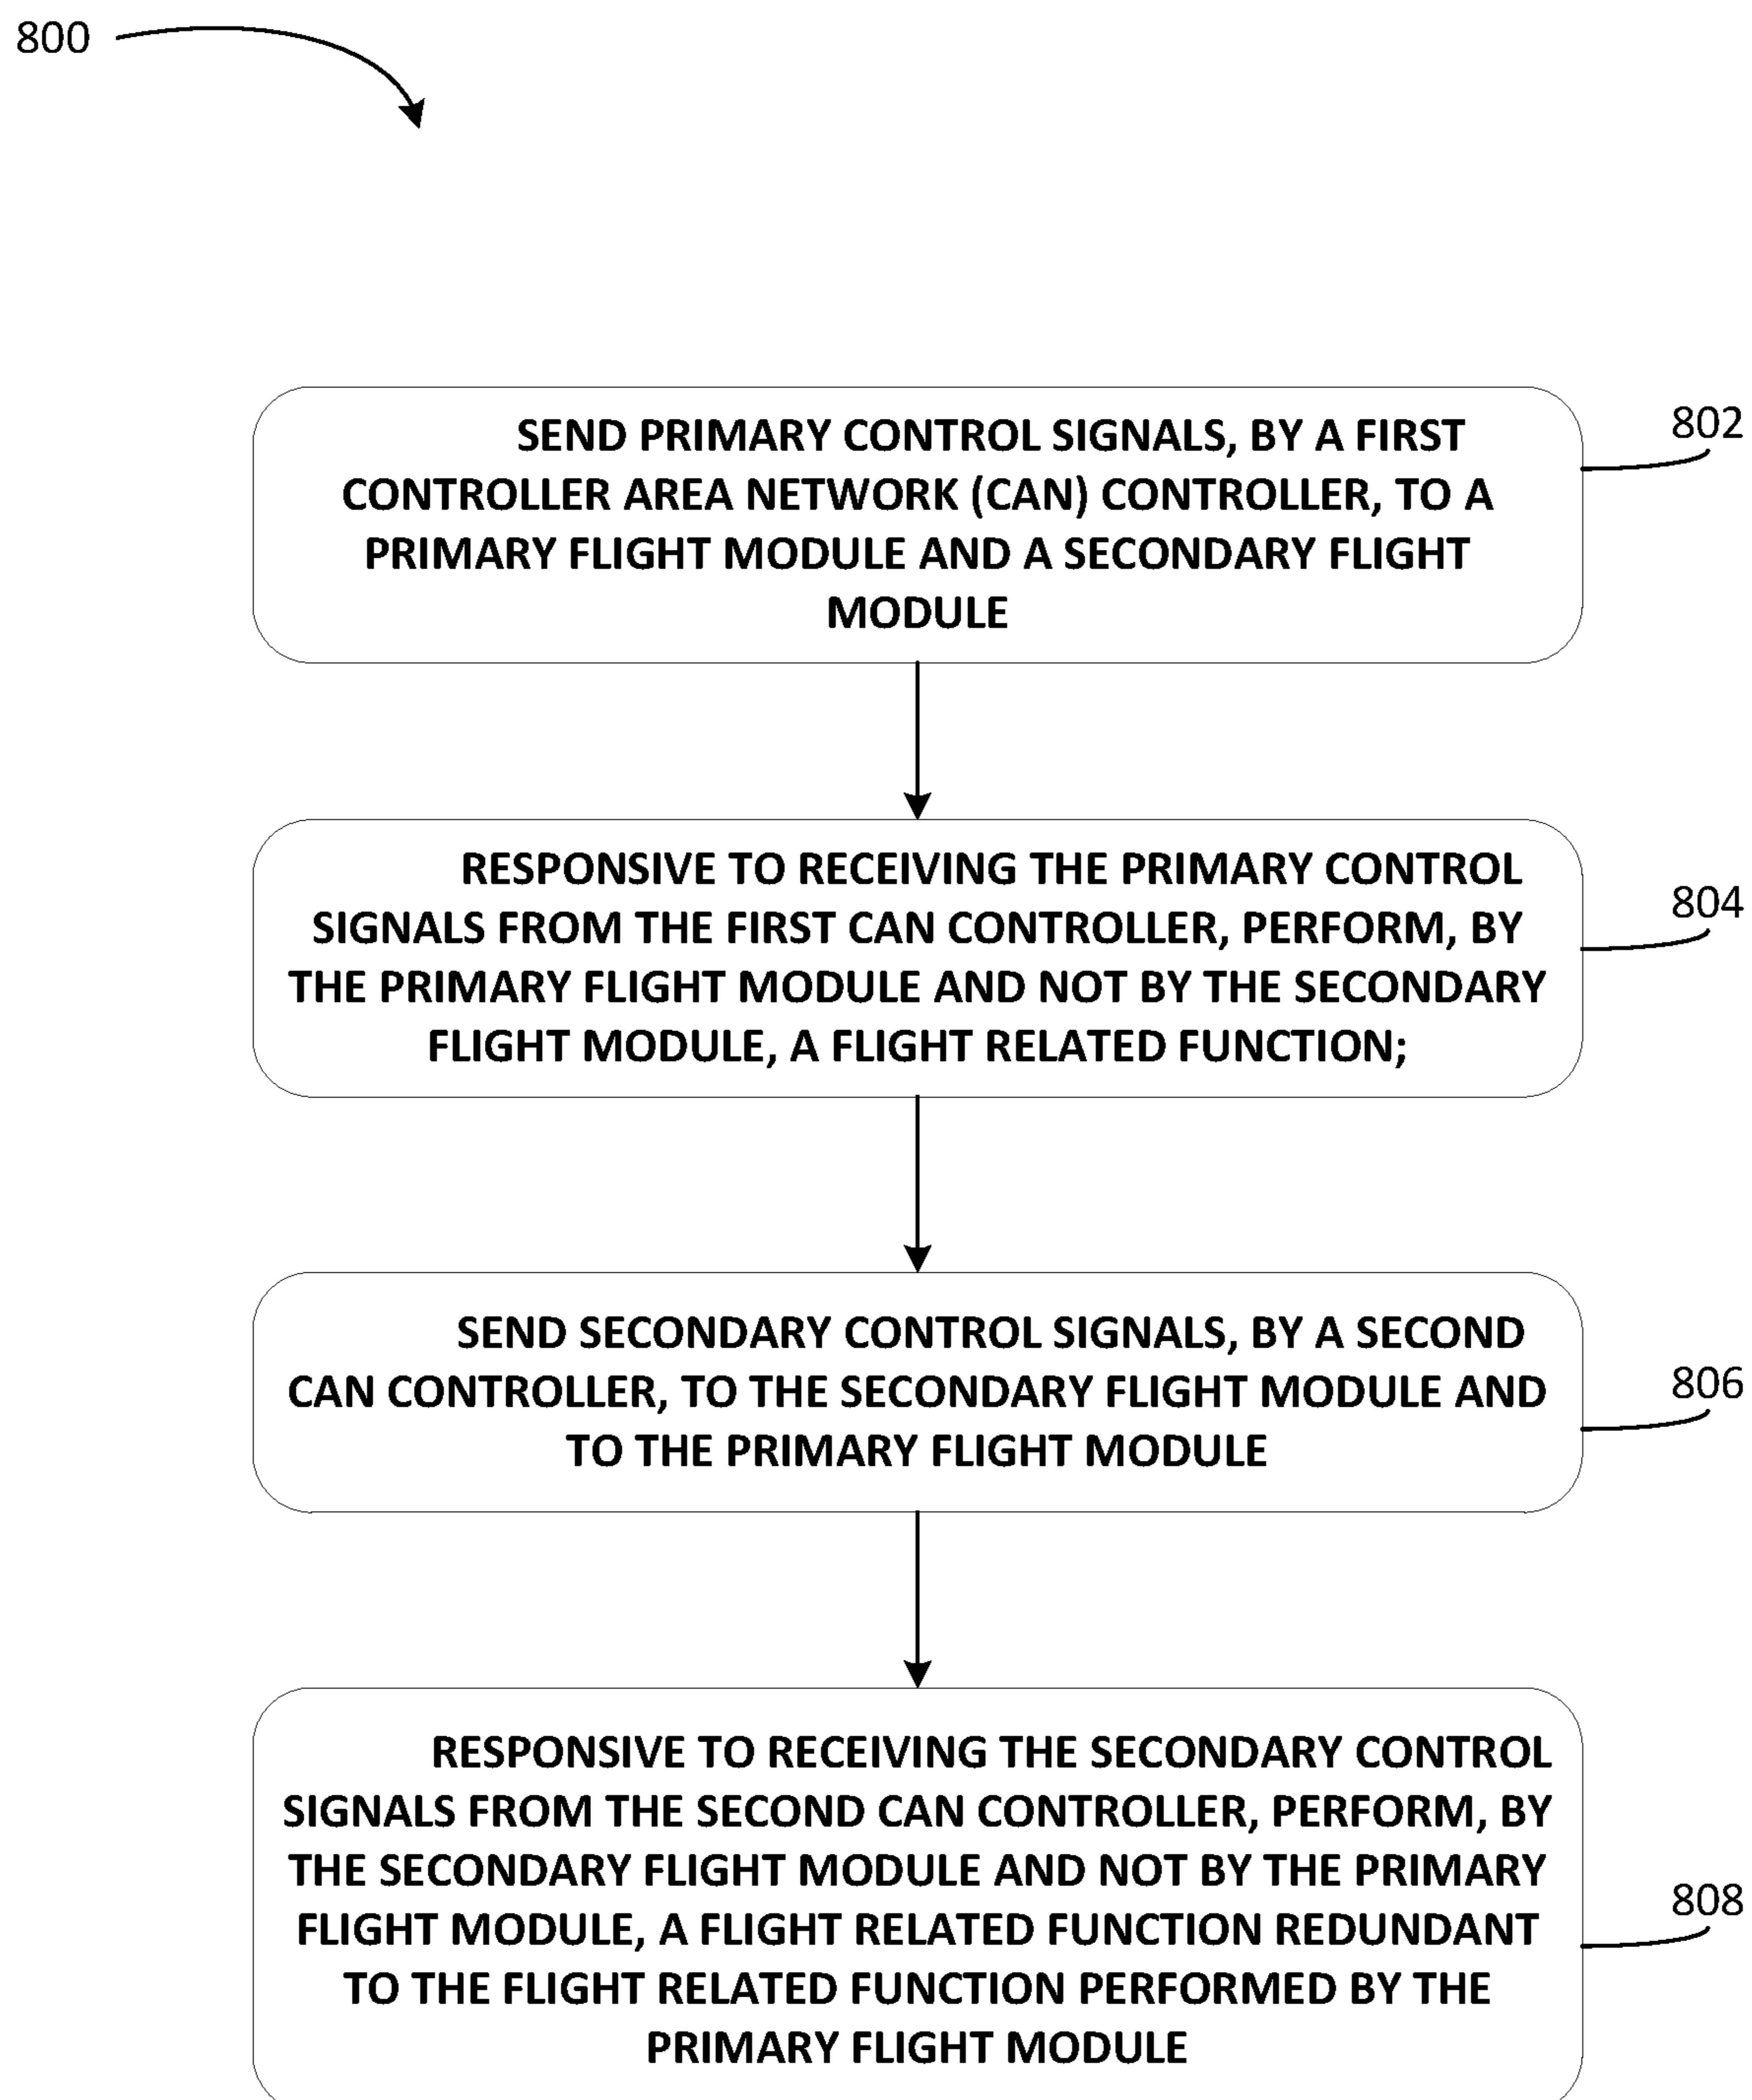 800
SEND PRIMARY CONTROL SIGNALS, BY A FIRST
CONTROLLER AREA NETWORK (CAN) CONTROLLER, TO A
PRIMARY FLIGHT MODULE AND A SECONDARY FLIGHT
MODULE
802
RESPONSIVE TO RECEIVING THE PRIMARY CONTROL
SIGNALS FROM THE FIRST CAN CONTROLLER, PERFORM, BY
THE PRIMARY FLIGHT MODULE AND NOT BY THE SECONDARY
FLIGHT MODULE, A FLIGHT RELATED FUNCTION;
804
SEND SECONDARY CONTROL SIGNALS, BY A SECOND
CAN CONTROLLER, TO THE SECONDARY FLIGHT MODULE AND
TO THE PRIMARY FLIGHT MODULE
806
RESPONSIVE TO RECEIVING THE SECONDARY CONTROL
SIGNALS FROM THE SECOND CAN CONTROLLER, PERFORM, BY
THE SECONDARY FLIGHT MODULE AND NOT BY THE PRIMARY
FLIGHT MODULE, A FLIGHT RELATED FUNCTION REDUNDANT
TO THE FLIGHT RELATED FUNCTION PERFORMED BY THE
PRIMARY FLIGHT MODULE
808